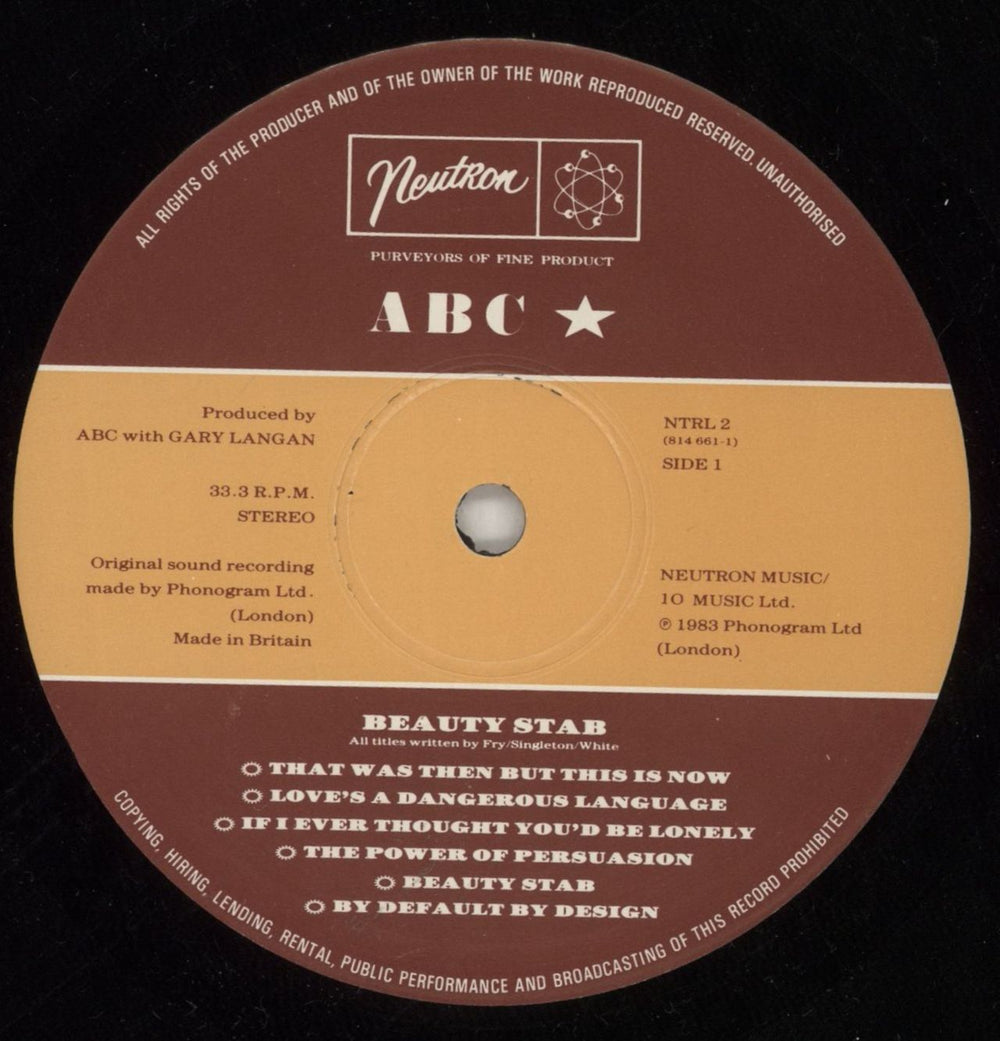 ALL RIGHTS OF THE PRODUCER AND OF THE OWNER OF THE WORK REPRODUCED RESERVED. UNAUTHORISED
Neutron
PURVEYORS OF FINE PRODUCT
ABC ★
Produced by
ABC with GARY LANGAN
33.3 R.P.M.
STEREO
Original sound recording
made by Phonogram Ltd.
(London)
Made in Britain
NTRL 2
(814 661-1)
SIDE 1
NEUTRON MUSIC/
10 MUSIC Ltd.
℗ 1983 Phonogram Ltd
(London)
BEAUTY STAB
All titles written by Fry/Singleton/White
THAT WAS THEN BUT THIS IS NOW
LOVE'S A DANGEROUS LANGUAGE
IF I EVER THOUGHT YOU'D BE LONELY
THE POWER OF PERSUASION
BEAUTY STAB
BY DEFAULT BY DESIGN
COPYING, HIRING, LENDING, RENTAL, PUBLIC PERFORMANCE AND BROADCASTING OF THIS RECORD PROHIBITED